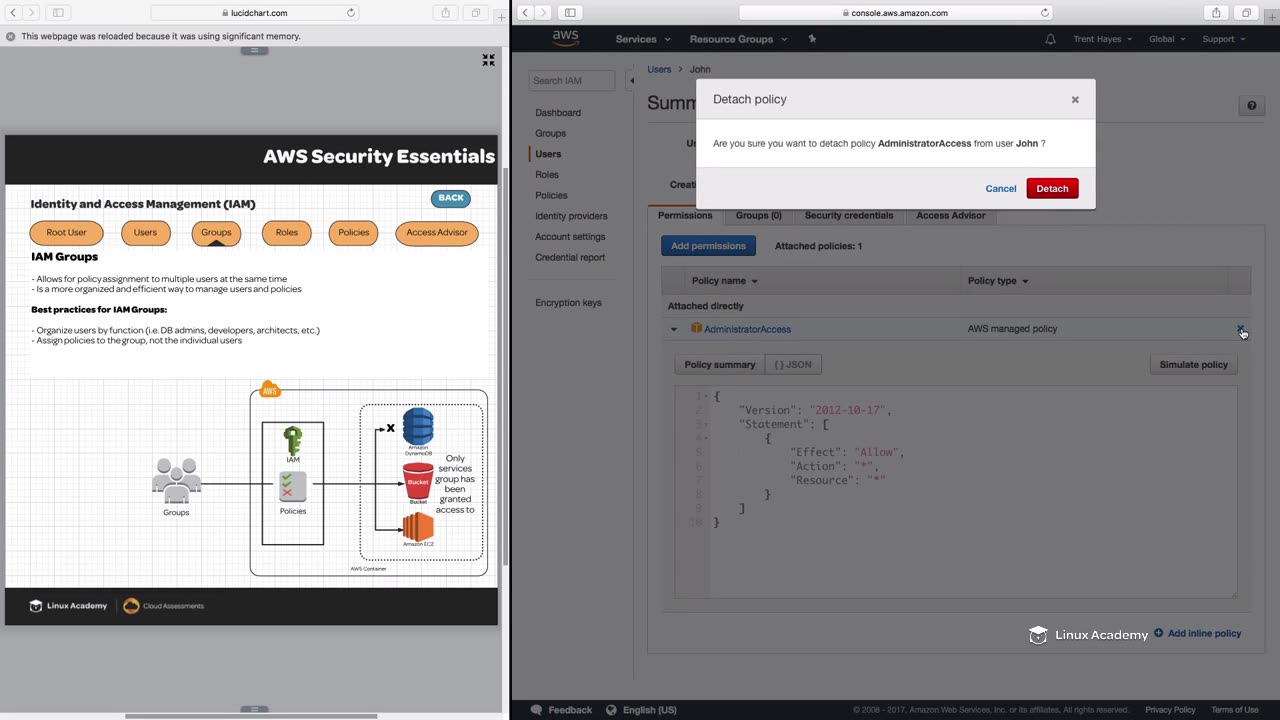 lucidchart.com
This webpage was reloaded because it was using significant memory.
AWS Security Essentials
Identity and Access Management (IAM)
BACK
Root User
Users
Groups
Roles
Policies
Access Advisor
IAM Groups
- Allows for policy assignment to multiple users at the same time
- Is a more organized and efficient way to manage users and policies
Best practices for IAM Groups:
- Organize users by function (i.e. DB admins, developers, architects, etc.)
- Assign policies to the group, not the individual users
AWS
IAM
Policies
Groups
X
Amazon
DynamoDB
Bucket
Bucket
Amazon EC2
Only
services
group has
been
granted
access to
AWS Container
Linux Academy
Cloud Assessments
console.aws.amazon.com
aws
Services
Resource Groups
Trent Hayes
Global
Support
Search IAM
Dashboard
Groups
Users
Roles
Policies
Identity providers
Account settings
Credential report
Encryption keys
Users > John
Summ
Us
Creati
Detach policy
Are you sure you want to detach policy AdministratorAccess from user John ?
Cancel
Detach
Permissions
Groups (0)
Security credentials
Access Advisor
Add permissions
Attached policies: 1
Policy name
Policy type
Attached directly
AdministratorAccess
AWS managed policy
Policy summary
{ } JSON
Simulate policy
1 {
2 "Version": "2012-10-17",
3 "Statement": [
4 {
5 "Effect": "Allow",
6 "Action": "*",
7 "Resource": "*"
8 }
9 ]
10 }
Linux Academy
Add inline policy
Feedback
English (US)
© 2008 - 2017, Amazon Web Services, Inc. or its affiliates. All rights reserved.
Privacy Policy
Terms of Use